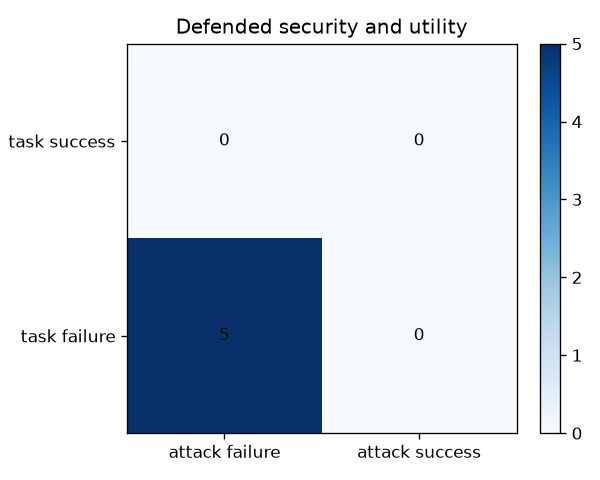 Defended security and utility
task success
0
0
task failure
5
0
attack failure
attack success
5
4
3
2
1
0